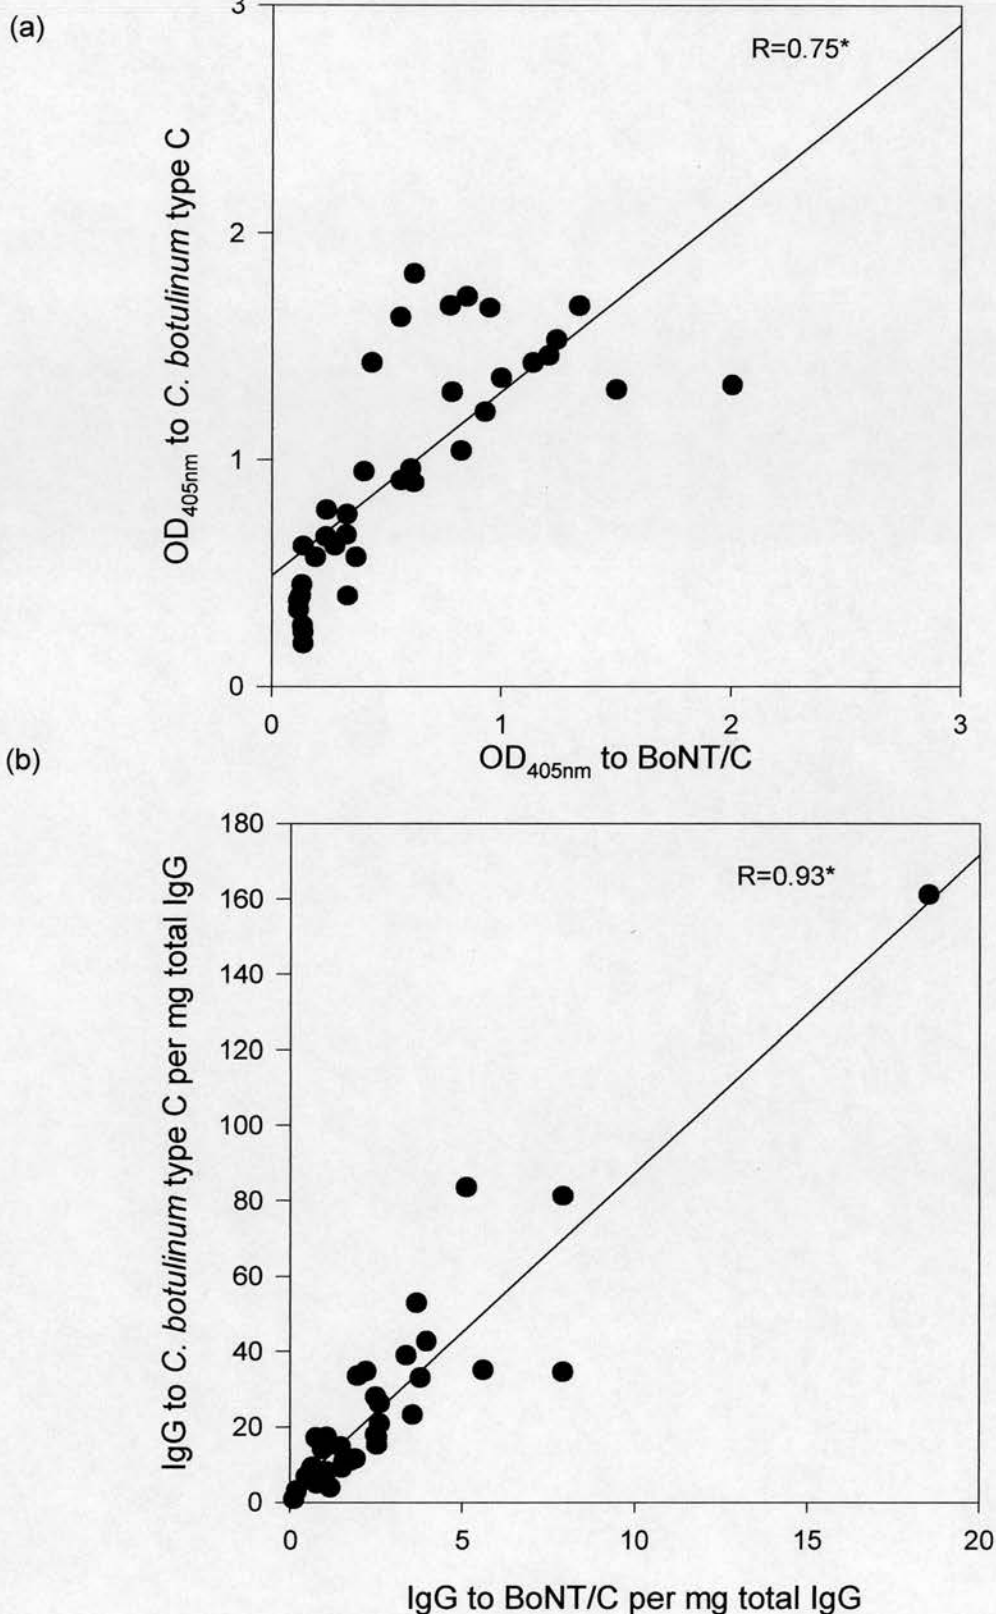 (a)
3
R=0.75*
2
1
0
OD405nm to C. botulinum type C
0 1 2 3
OD405nm to BoNT/C
(b)
180
R=0.93*
160
140
120
100
80
60
40
20
0
IgG to C. botulinum type C per mg total IgG
0 5 10 15 20
IgG to BoNT/C per mg total IgG